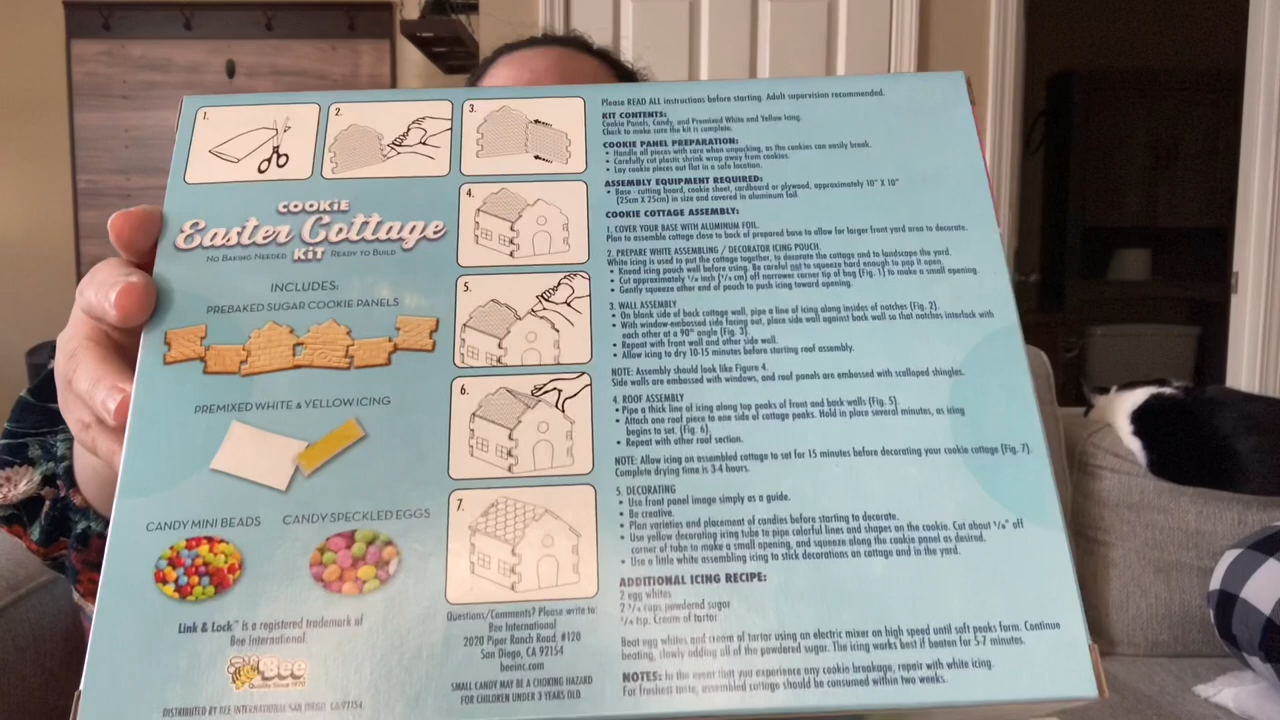 1.
2.
3.
4.
5.
6.
7.
COOKIE
Easter Cottage
NO BAKING NEEDED KIT READY TO BUILD
INCLUDES:
PREBAKED SUGAR COOKIE PANELS
PREMIXED WHITE & YELLOW ICING
CANDY MINI BEADS
CANDY SPECKLED EGGS
Link & Lock™ is a registered trademark of
Bee International
Bee
Quality Since 1970
DISTRIBUTED BY BEE INTERNATIONAL SAN DIEGO, CA 92154
Questions/Comments? Please write to:
Bee International
2020 Piper Ranch Road, #120
San Diego, CA 92154
beeinc.com
SMALL CANDY MAY BE A CHOKING HAZARD
FOR CHILDREN UNDER 3 YEARS OLD.
Please READ ALL instructions before starting. Adult supervision recommended.
KIT CONTENTS:
Cookie Panels, Candy, and Premixed White and Yellow Icing.
Check to make sure the kit is complete.
COOKIE PANEL PREPARATION:
• Handle all pieces with care when unpacking, as the cookies can easily break.
• Carefully cut plastic shrink wrap away from cookies.
• Lay cookie pieces out flat in a safe location.
ASSEMBLY EQUIPMENT REQUIRED:
• Base - cutting board, cookie sheet, cardboard or plywood, approximately 10" X 10"
(25cm X 25cm) in size and covered in aluminum foil.
COOKIE COTTAGE ASSEMBLY:
1. COVER YOUR BASE WITH ALUMINUM FOIL.
Plan to assemble cottage close to back of prepared base to allow for larger front yard area to decorate.
2. PREPARE WHITE ASSEMBLING / DECORATOR ICING POUCH.
White icing is used to put the cottage together, to decorate the cottage and to landscape the yard.
• Knead icing pouch well before using. Be careful not to squeeze hard enough to pop it open.
• Cut approximately inch off narrower corner tip of bag (Fig. 1) to make a small opening.
• Gently squeeze other end of pouch to push icing toward opening.
3. WALL ASSEMBLY
• On blank side of back cottage wall, pipe a line of icing along insides of notches (Fig. 2).
• With window-embossed side facing out, place side wall against back wall so that notches interlock with
each other at a 90° angle (Fig. 3).
• Repeat with front wall and other side wall.
• Allow icing to dry 10-15 minutes before starting roof assembly.
NOTE: Assembly should look like Figure 4.
Side walls are embossed with windows, and roof panels are embossed with scalloped shingles.
4. ROOF ASSEMBLY
• Pipe a thick line of icing along top peaks of front and back walls (Fig. 5).
• Attach one roof piece to one side of cottage peaks. Hold in place several minutes, as icing
begins to set. (Fig. 6).
• Repeat with other roof section.
NOTE: Allow icing on assembled cottage to set for 15 minutes before decorating your cookie cottage (Fig. 7).
Complete drying time is 3-4 hours.
5. DECORATING
• Use front panel image simply as a guide.
• Be creative.
• Plan varieties and placement of candies before starting to decorate.
• Use yellow decorating icing tube to pipe colorful lines and shapes on the cookie. Cut about off
corner of tube to make a small opening, and squeeze along the cookie panel as desired.
• Use a little white assembling icing to stick decorations on cottage and in the yard.
ADDITIONAL ICING RECIPE:
2 egg whites
2 cups powdered sugar
tsp. Cream of tartar
Beat egg whites and cream of tartar using an electric mixer on high speed until soft peaks form. Continue
beating, slowly adding all of the powdered sugar. The icing works best if beaten for 5-7 minutes.
NOTES: In the event that you experience any cookie breakage, repair with white icing.
For freshest taste, assembled cottage should be consumed within two weeks.